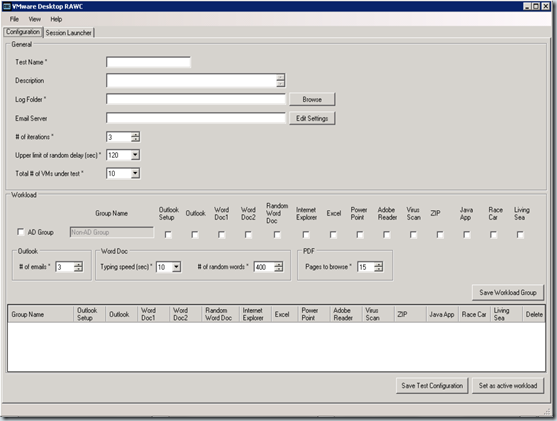 VMware Desktop RAWC
File View Help
Configuration Session Launcher
General
Test Name *
Description
Log Folder * Browse
Email Server Edit Settings
# of iterations * 3
Upper limit of random delay (sec) * 120
Total # of VMs under test * 10
Workload
Group Name Outlook Setup Outlook Word Doc1 Word Doc2 Random Word Doc Internet Explorer Excel Power Point Adobe Reader Virus Scan ZIP Java App Race Car Living Sea
AD Group NonAD Group
Outlook Word Doc PDF
# of emails * 3 Typing speed (sec) * 10 # of random words * 400 Pages to browse * 15
Save Workload Group
Group Name Outlook Setup Outlook Word Doc1 Word Doc2 Random Word Doc Internet Explorer Excel Power Point Adobe Reader Virus Scan ZIP Java App Race Car Living Sea Delete
Save Test Configuration Set as active workload